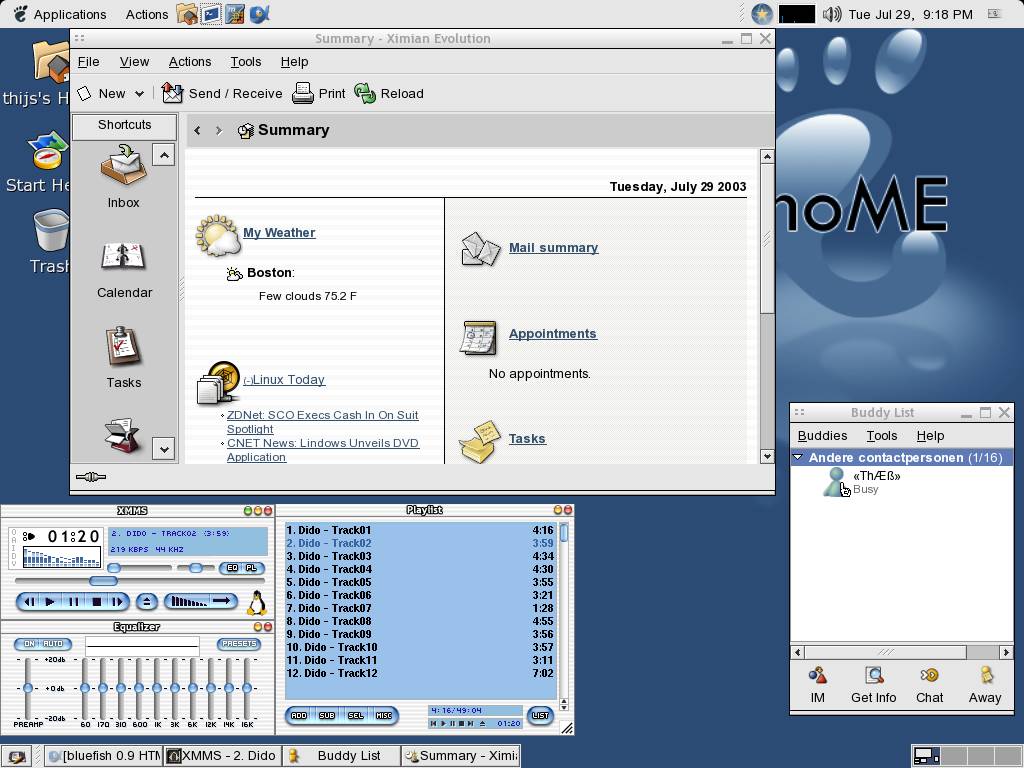 Applications Actions Tue Jul 29, 9:18 PM
thijs's H
Start He
Trash
noME
Summary - Ximian Evolution
File View Actions Tools Help
New Send / Receive Print Reload
Shortcuts
Inbox
Calendar
Tasks
Summary
Tuesday, July 29 2003
My Weather
Boston:
Few clouds 75.2 F
(-)Linux Today
ZDNet: SCO Execs Cash In On Suit
Spotlight
CNET News: Lindows Unveils DVD
Application
Mail summary
Appointments
No appointments.
Tasks
Buddy List
Buddies Tools Help
Andere contactpersonen (1/16)
«ThÆß»
Busy
IM Get Info Chat Away
XMMS
OAIDV
01:20
2. DIDO - TRACK02 (3:59)
219 KBPS 44 KHZ
EQ PL
Equalizer
ON AUTO PRESETS
+20db
+0db
-20db
PREAMP 60 170 310 600 1K 3K 6K 12K 14K 16K
Playlist
1. Dido - Track01 4:16
2. Dido - Track02 3:59
3. Dido - Track03 4:34
4. Dido - Track04 4:30
5. Dido - Track05 3:55
6. Dido - Track06 3:21
7. Dido - Track07 1:28
8. Dido - Track08 4:55
9. Dido - Track09 3:56
10. Dido - Track10 3:57
11. Dido - Track11 3:11
12. Dido - Track12 7:02
ADD SUB SEL MISC 4:16/49:04 LIST
01:20
[bluefish 0.9 HTM XMMS - 2. Dido Buddy List Summary - Ximia